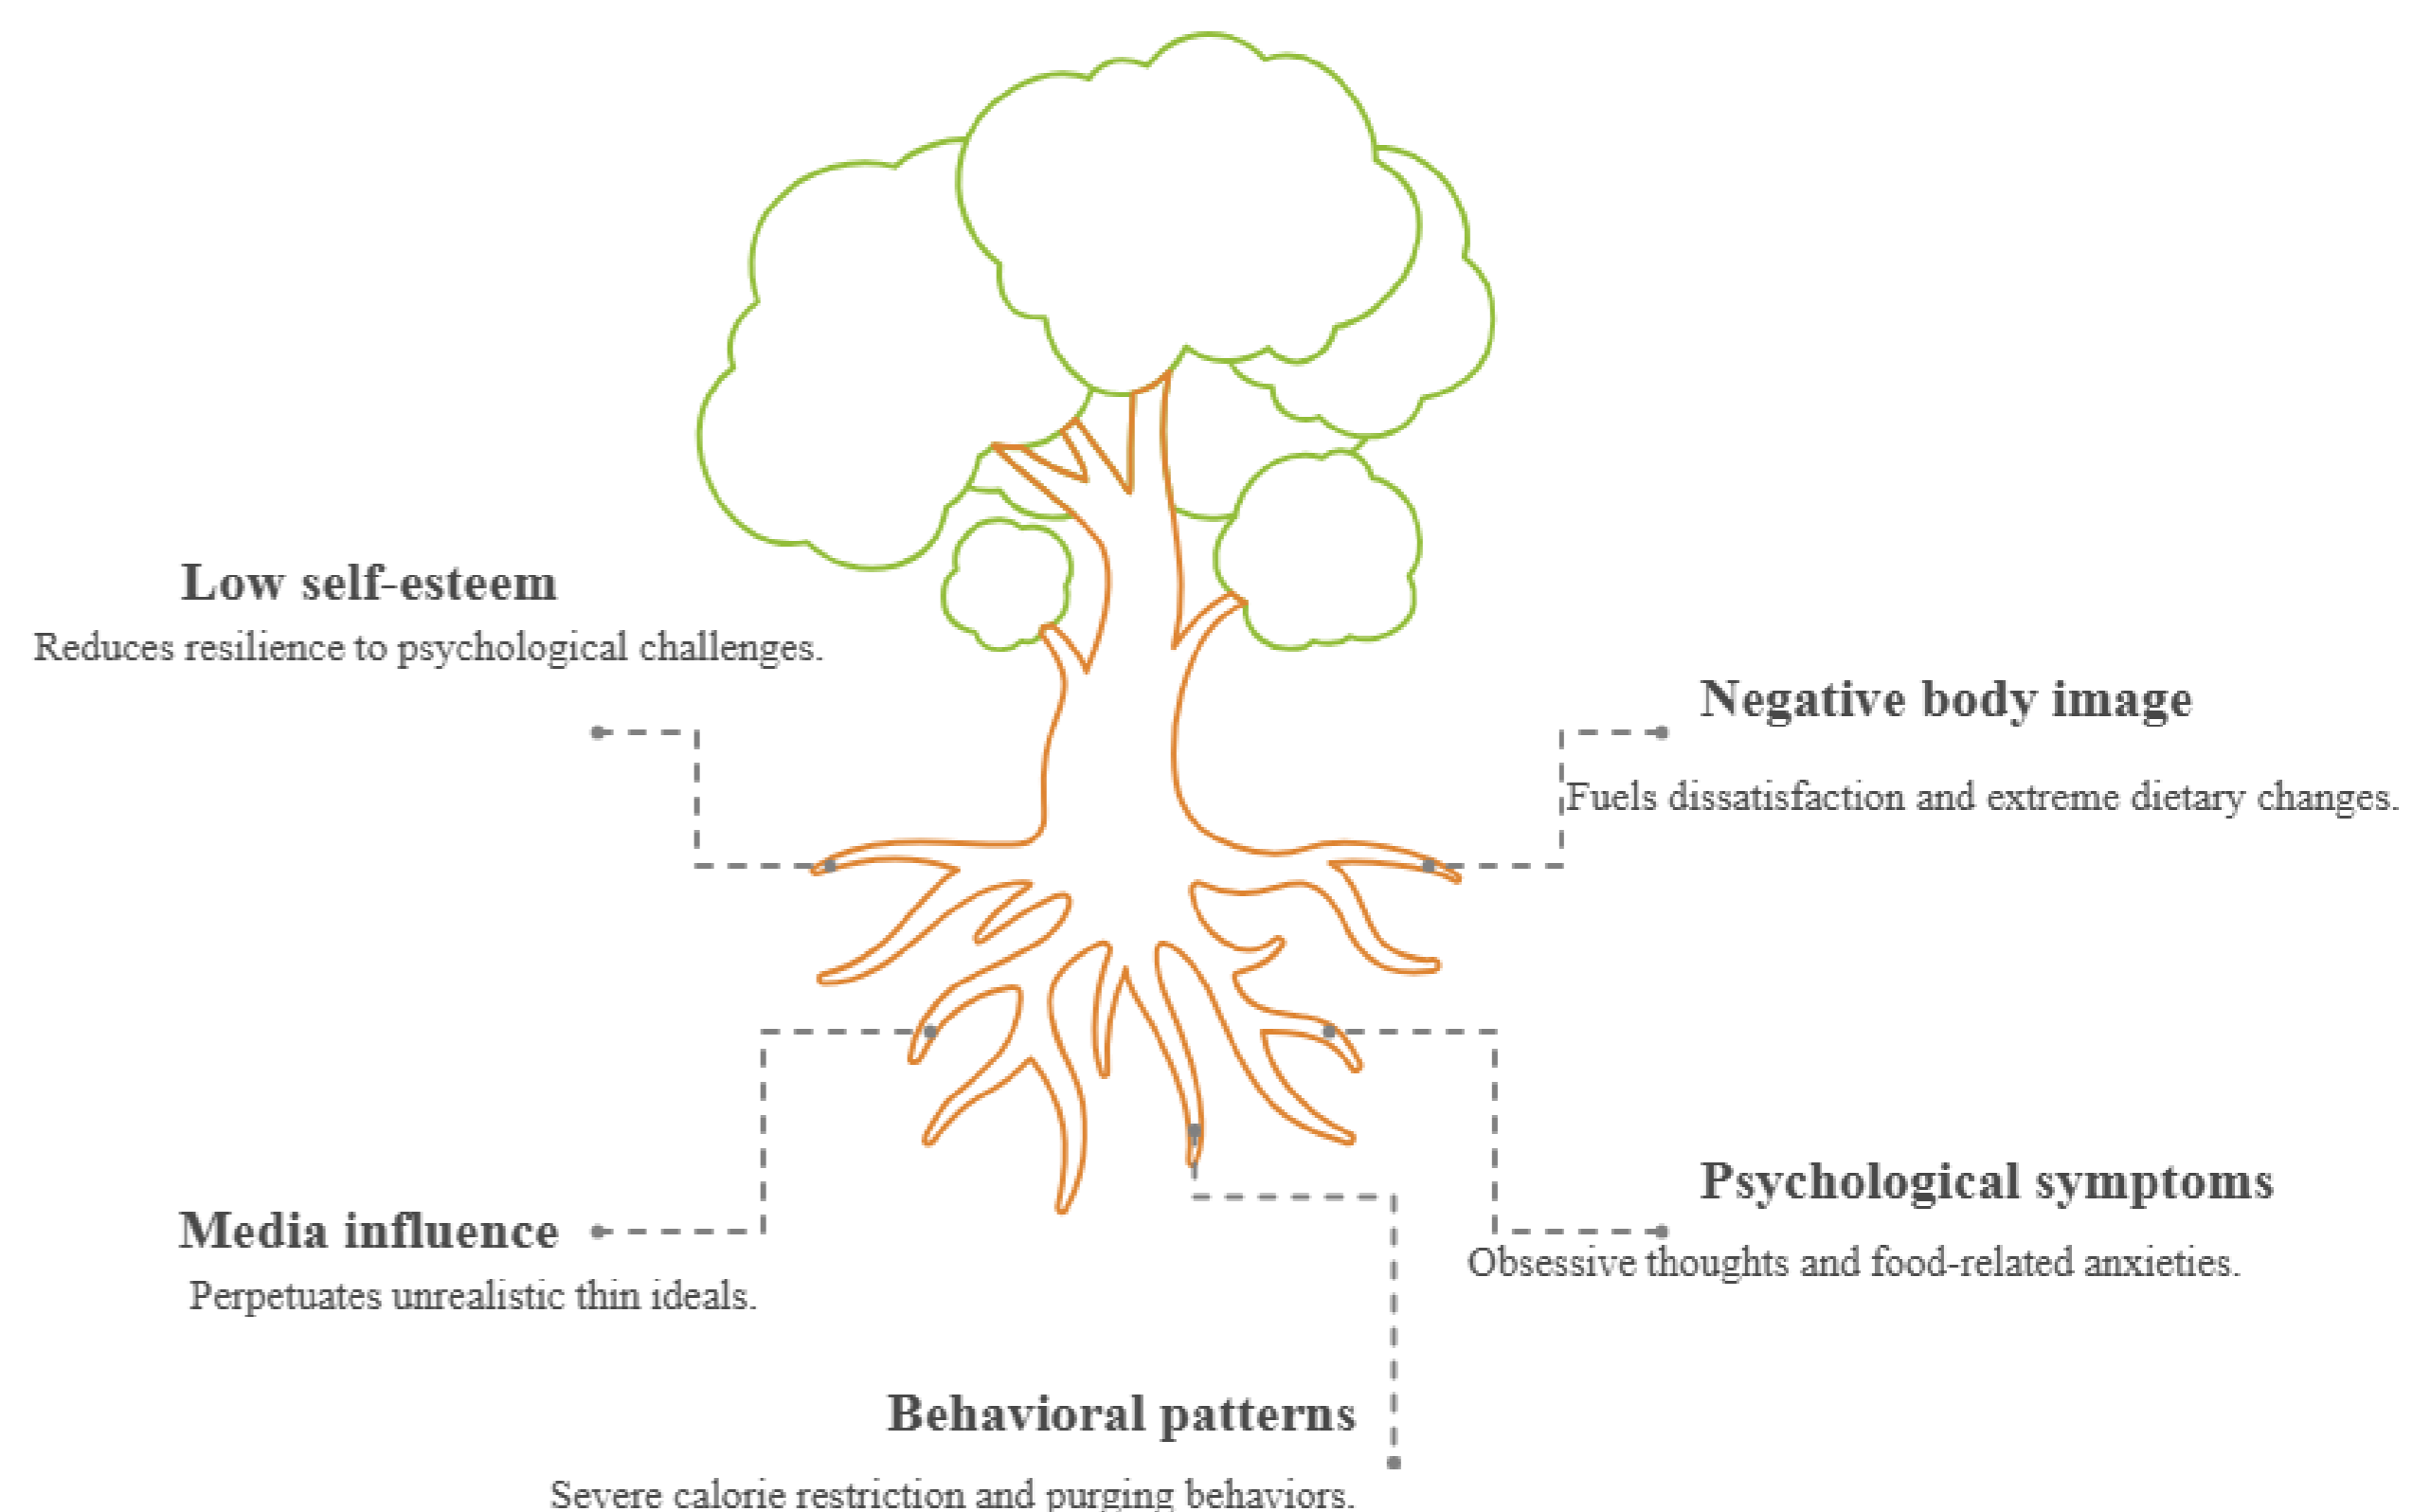 Low self-esteem
Reduces resilience to psychological challenges.
Negative body image
Fuels dissatisfaction and extreme dietary changes.
Media influence
Perpetuates unrealistic thin ideals.
Psychological symptoms
Obsessive thoughts and food-related anxieties.
Behavioral patterns
Severe calorie restriction and purging behaviors.